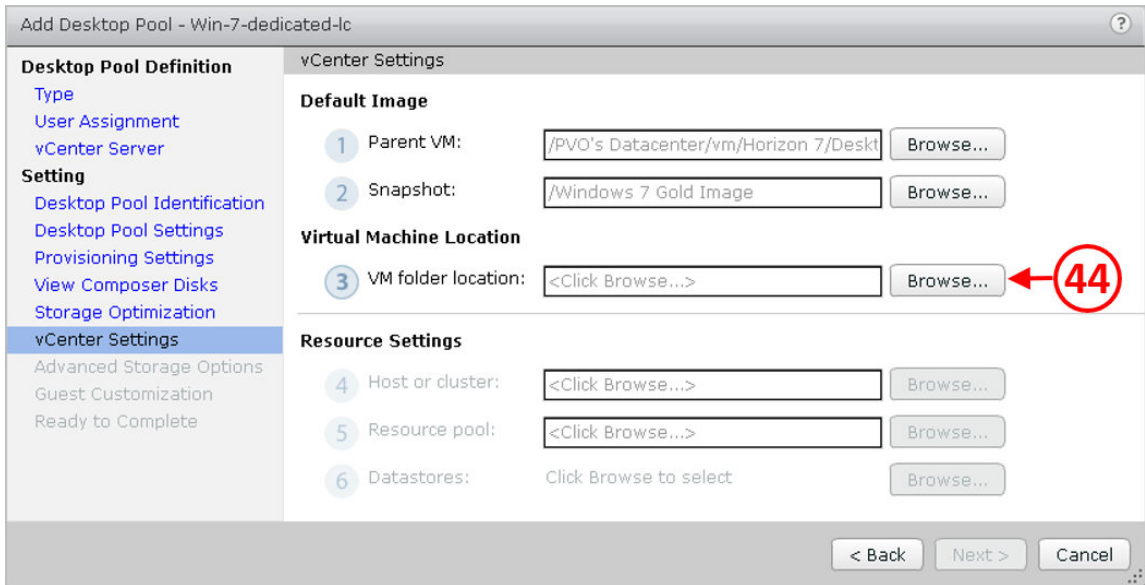 Add Desktop Pool - Win-7-dedicated-lc ?
Desktop Pool Definition
Type
User Assignment
vCenter Server
Setting
Desktop Pool Identification
Desktop Pool Settings
Provisioning Settings
View Composer Disks
Storage Optimization
vCenter Settings
Advanced Storage Options
Guest Customization
Ready to Complete
vCenter Settings
Default Image
1 Parent VM: /PVO's Datacenter/vm/Horizon 7/Deskt Browse...
2 Snapshot: /Windows 7 Gold Image Browse...
Virtual Machine Location
3 VM folder location: <Click Browse...> Browse... 44
Resource Settings
4 Host or cluster: <Click Browse...> Browse...
5 Resource pool: <Click Browse...> Browse...
6 Datastores: Click Browse to select Browse...
< Back Next > Cancel